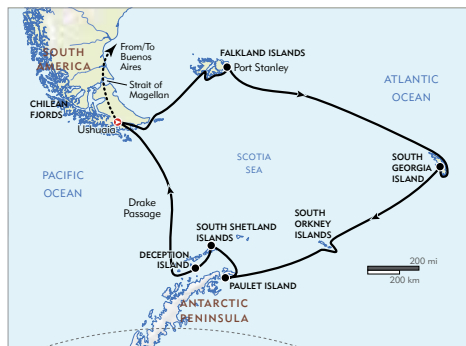 SOUTH
AMERICA
From/To
Buenos
Aires
Strait of
Magellan
CHILEAN
FJORDS
Ushuaia
FALKLAND ISLANDS
Port Stanley
ATLANTIC
OCEAN
SCOTIA
SEA
PACIFIC
OCEAN
SOUTH
GEORGIA
ISLAND
Drake
Passage
SOUTH
ORKNEY
ISLANDS
SOUTH SHETLAND
ISLANDS
DECEPTION
ISLAND
PAULET ISLAND
200 mi
200 km
ANTARCTIC
PENINSULA